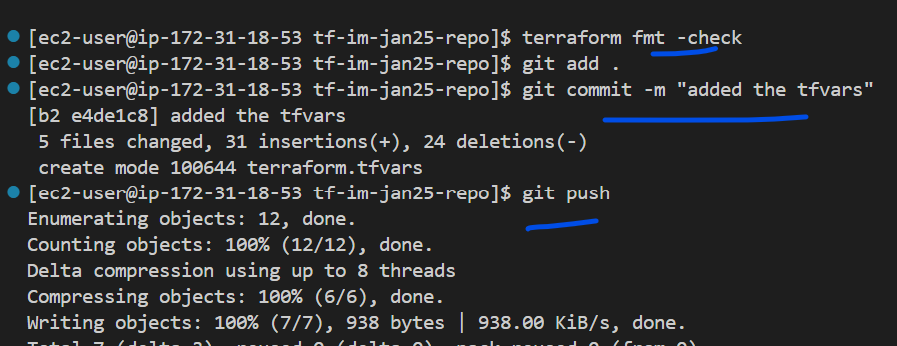 [ec2-user@ip-172-31-18-53 tf-im-jan25-repo]$ terraform fmt -check
[ec2-user@ip-172-31-18-53 tf-im-jan25-repo]$ git add .
[ec2-user@ip-172-31-18-53 tf-im-jan25-repo]$ git commit -m "added the tfvars"
[b2 e4de1c8] added the tfvars
 5 files changed, 31 insertions(+), 24 deletions(-)
 create mode 100644 terraform.tfvars
[ec2-user@ip-172-31-18-53 tf-im-jan25-repo]$ git push
Enumerating objects: 12, done.
Counting objects: 100% (12/12), done.
Delta compression using up to 8 threads
Compressing objects: 100% (6/6), done.
Writing objects: 100% (7/7), 938 bytes | 938.00 KiB/s, done.